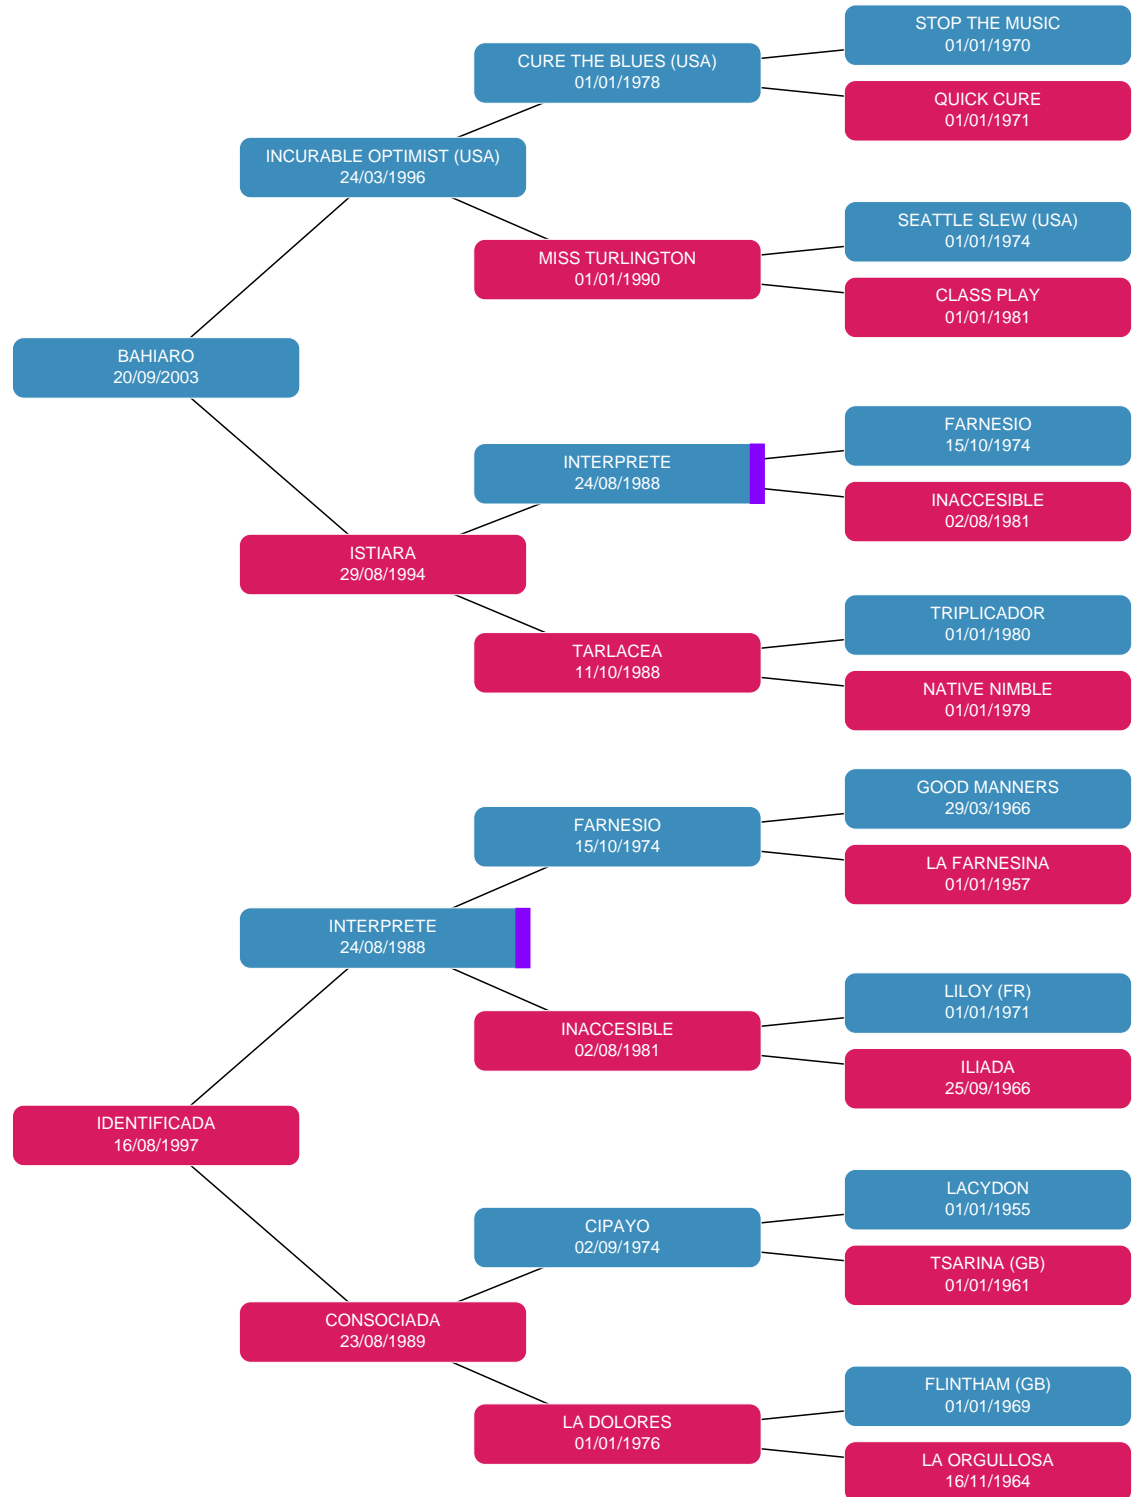 STOP THE MUSIC
01/01/1970
CURE THE BLUES (USA)
01/01/1978
QUICK CURE
01/01/1971
INCURABLE OPTIMIST (USA)
24/03/1996
SEATTLE SLEW (USA)
01/01/1974
MISS TURLINGTON
01/01/1990
CLASS PLAY
01/01/1981
BAHIARO
20/09/2003
FARNESIO
15/10/1974
INTERPRETE
24/08/1988
INACCESIBLE
02/08/1981
ISTIARA
29/08/1994
TRIPLICADOR
01/01/1980
TARLACEA
11/10/1988
NATIVE NIMBLE
01/01/1979
GOOD MANNERS
29/03/1966
FARNESIO
15/10/1974
LA FARNESINA
01/01/1957
INTERPRETE
24/08/1988
LILOY (FR)
01/01/1971
INACCESIBLE
02/08/1981
ILIADA
25/09/1966
IDENTIFICADA
16/08/1997
LACYDON
01/01/1955
CIPAYO
02/09/1974
TSARINA (GB)
01/01/1961
CONSOCIADA
23/08/1989
FLINTHAM (GB)
01/01/1969
LA DOLORES
01/01/1976
LA ORGULLOSA
16/11/1964